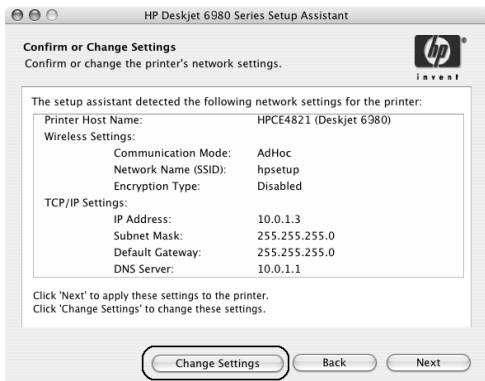 HP Deskjet 6980 Series Setup Assistant
Confirm or Change Settings
Confirm or change the printer's network settings.
hp
invent
The setup assistant detected the following network settings for the printer:
Printer Host Name: HPCE4821 (Deskjet 6980)
Wireless Settings:
Communication Mode: AdHoc
Network Name (SSID): hpsetup
Encryption Type: Disabled
TCP/IP Settings:
IP Address: 10.0.1.3
Subnet Mask: 255.255.255.0
Default Gateway: 255.255.255.0
DNS Server: 10.0.1.1
Click 'Next' to apply these settings to the printer.
Click 'Change Settings' to change these settings.
Change Settings Back Next